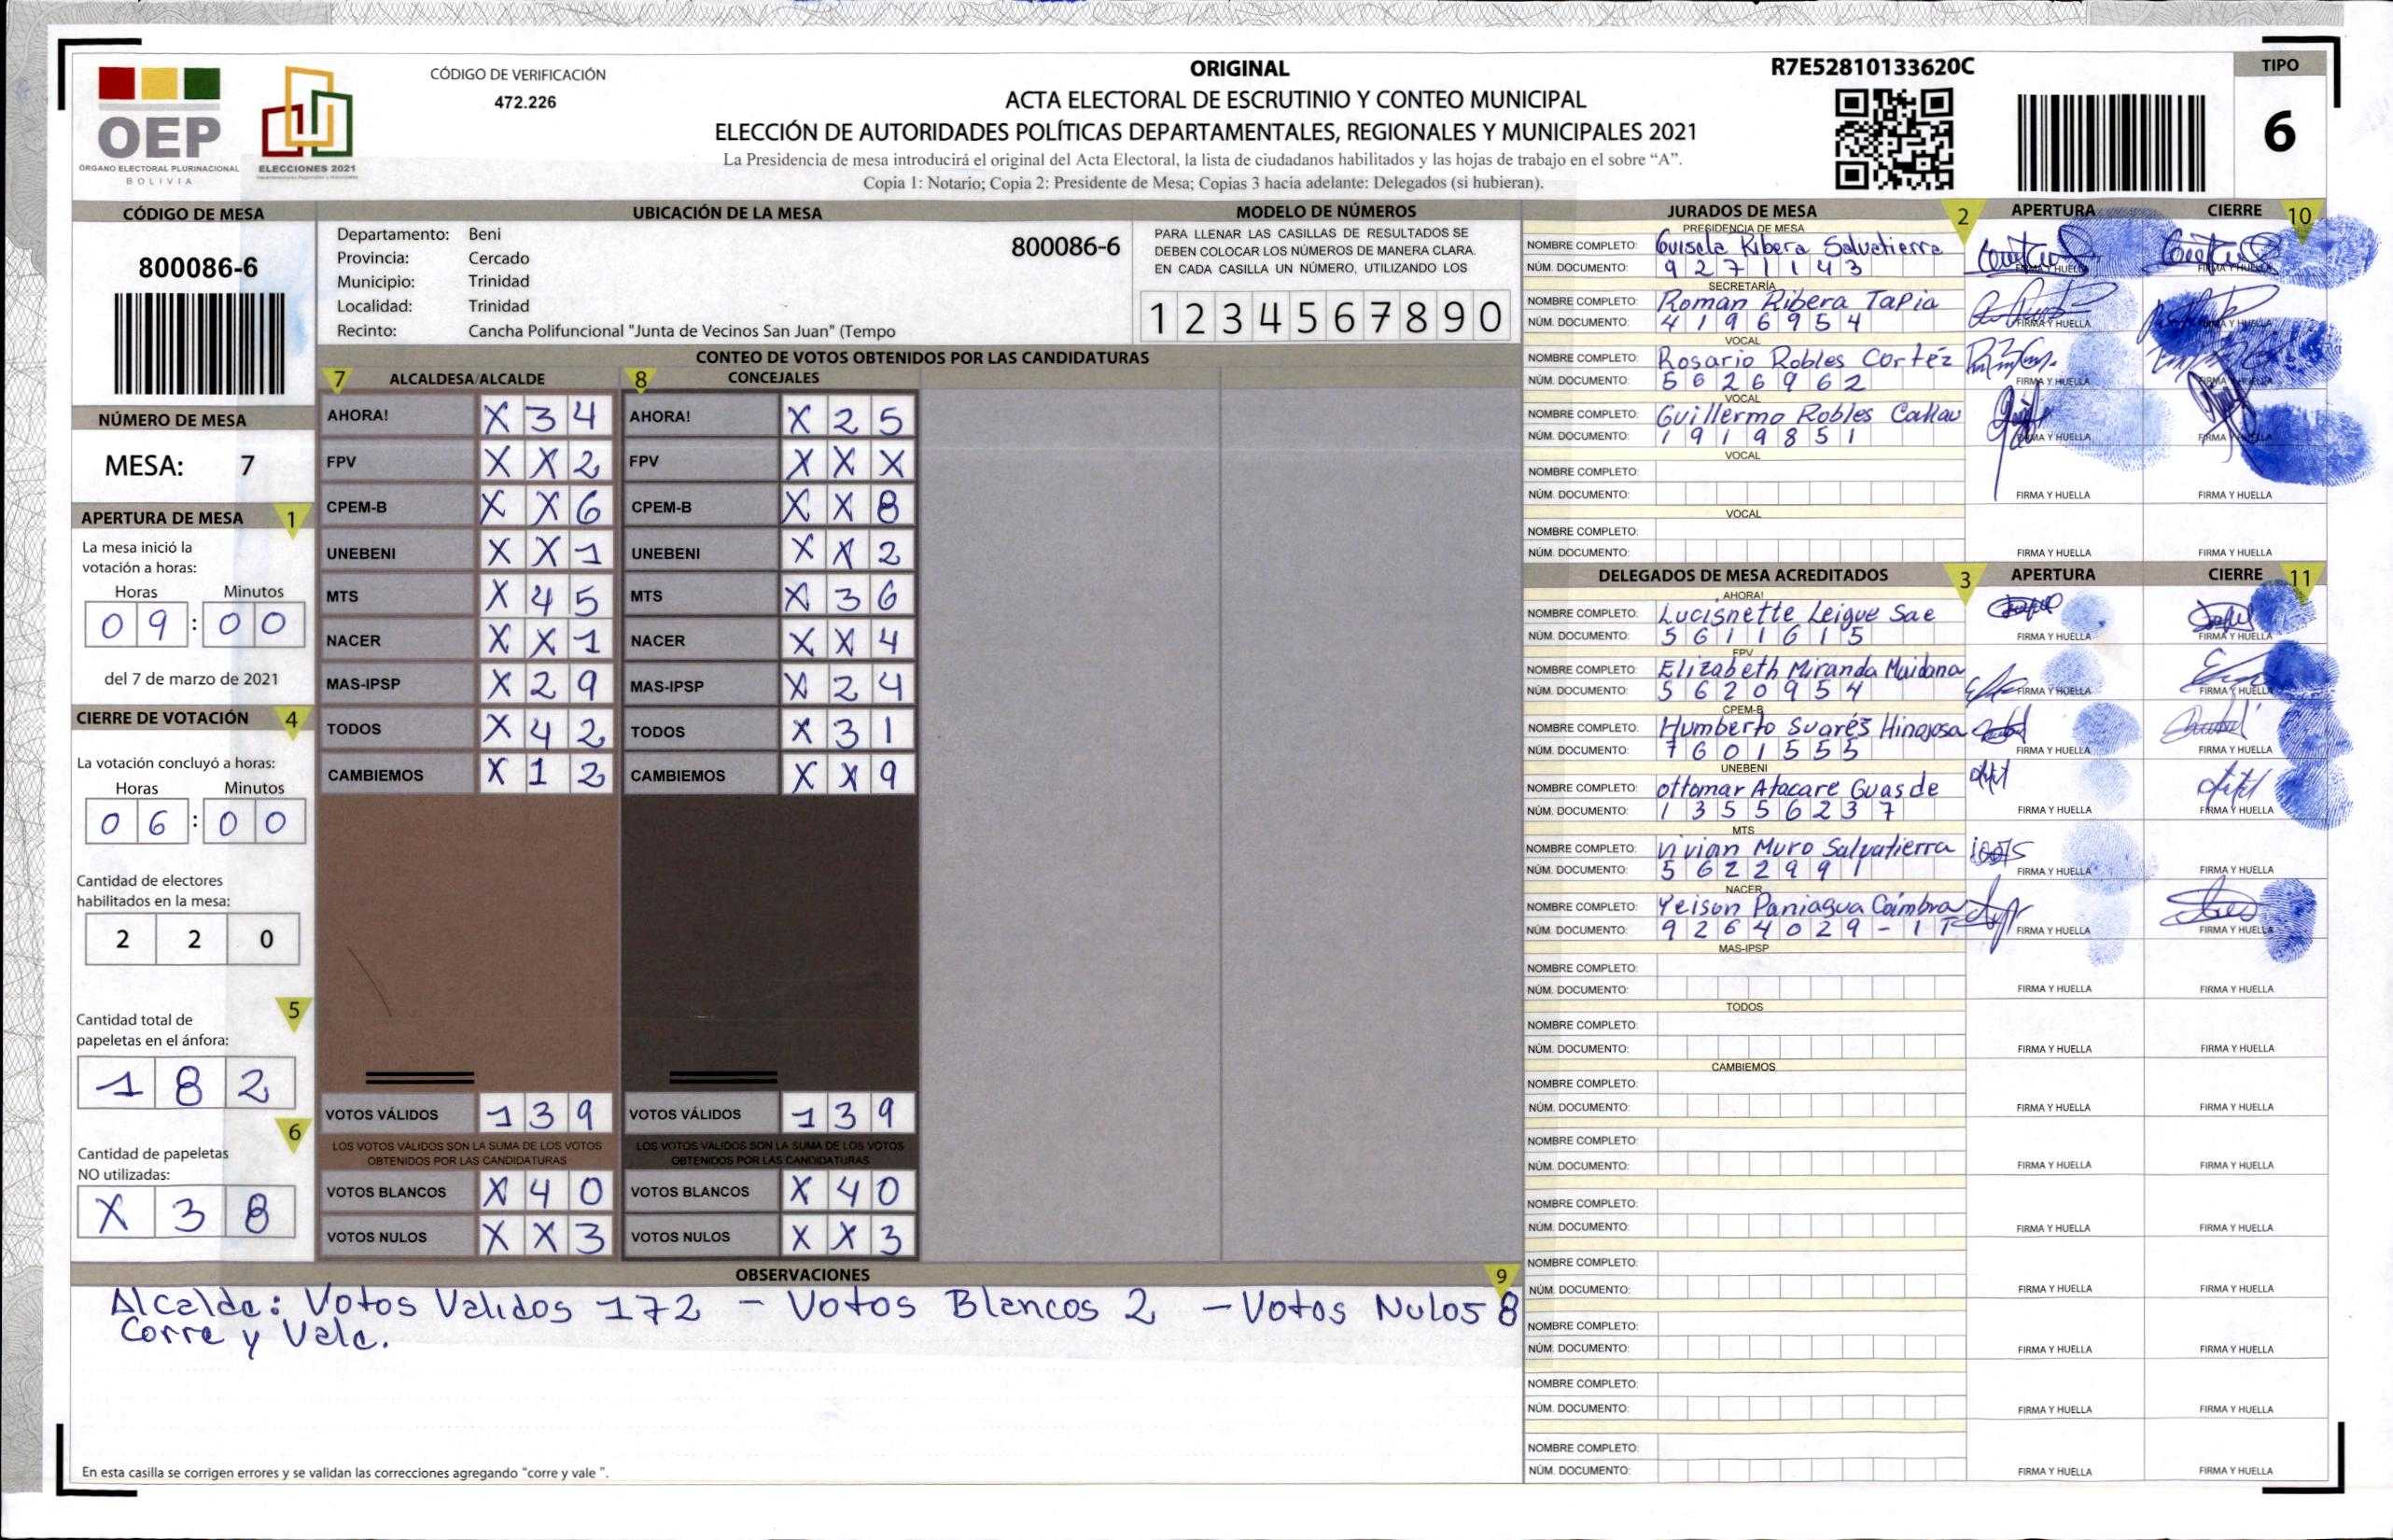 CÓDIGO DE VERIFICACIÓN
472.226
OEP
ÓRGANO ELECTORAL PLURINACIONAL
BOLIVIA
ELECCIONES 2021
ORIGINAL
ACTA ELECTORAL DE ESCRUTINIO Y CONTEO MUNICIPAL
ELECCIÓN DE AUTORIDADES POLÍTICAS DEPARTAMENTALES, REGIONALES Y MUNICIPALES 2021
La Presidencia de mesa introducirá el original del Acta Electoral, la lista de ciudadanos habilitados y las hojas de trabajo en el sobre “A”.
Copia 1: Notario; Copia 2: Presidente de Mesa; Copias 3 hacia adelante: Delegados (si hubieran).
R7E52810133620C
TIPO
6
CÓDIGO DE MESA
800086-6
NÚMERO DE MESA
MESA: 7
APERTURA DE MESA 1
La mesa inició la
votación a horas:
Horas Minutos
09:00
del 7 de marzo de 2021
CIERRE DE VOTACIÓN 4
La votación concluyó a horas:
Horas Minutos
06:00
Cantidad de electores
habilitados en la mesa:
2 2 0
5
Cantidad total de
papeletas en el ánfora:
1 8 2
6
Cantidad de papeletas
NO utilizadas:
X 3 8
UBICACIÓN DE LA MESA
Departamento: Beni
Provincia: Cercado
Municipio: Trinidad
Localidad: Trinidad
Recinto: Cancha Polifuncional "Junta de Vecinos San Juan" (Tempo
800086-6
MODELO DE NÚMEROS
PARA LLENAR LAS CASILLAS DE RESULTADOS SE
DEBEN COLOCAR LOS NÚMEROS DE MANERA CLARA.
EN CADA CASILLA UN NÚMERO, UTILIZANDO LOS
1 2 3 4 5 6 7 8 9 0
CONTEO DE VOTOS OBTENIDOS POR LAS CANDIDATURAS
7 ALCALDESA/ALCALDE 8 CONCEJALES
AHORA! X 3 4 AHORA! X 2 5
FPV X X 2 FPV X X X
CPEM-B X X 6 CPEM-B X X 8
UNEBENI X X 1 UNEBENI X X 2
MTS X 4 5 MTS X 3 6
NACER X X 1 NACER X X 4
MAS-IPSP X 2 9 MAS-IPSP X 2 4
TODOS X 4 2 TODOS X 3 1
CAMBIEMOS X 1 2 CAMBIEMOS X X 9
VOTOS VÁLIDOS 1 3 9 VOTOS VÁLIDOS 1 3 9
LOS VOTOS VÁLIDOS SON LA SUMA DE LOS VOTOS LOS VOTOS VÁLIDOS SON LA SUMA DE LOS VOTOS
OBTENIDOS POR LAS CANDIDATURAS OBTENIDOS POR LAS CANDIDATURAS
VOTOS BLANCOS X 4 0 VOTOS BLANCOS X 4 0
VOTOS NULOS X X 3 VOTOS NULOS X X 3
OBSERVACIONES 9
Alcalde: Votos Validos 172 - Votos Blancos 2 - Votos Nulos 8
Corre y Vale.
En esta casilla se corrigen errores y se validan las correcciones agregando "corre y vale ".
JURADOS DE MESA 2 APERTURA CIERRE 10
PRESIDENCIA DE MESA
NOMBRE COMPLETO: Guisela Ribera Salvatierra
NÚM. DOCUMENTO: 9271143 FIRMA Y HUELLA FIRMA Y HUELLA
SECRETARÍA
NOMBRE COMPLETO: Roman Ribera Tapia
NÚM. DOCUMENTO: 4196954 FIRMA Y HUELLA FIRMA Y HUELLA
VOCAL
NOMBRE COMPLETO: Rosario Robles Cortéz
NÚM. DOCUMENTO: 5626962 FIRMA Y HUELLA FIRMA Y HUELLA
VOCAL
NOMBRE COMPLETO: Guillermo Robles Callau
NÚM. DOCUMENTO: 1919851 FIRMA Y HUELLA FIRMA Y HUELLA
VOCAL
NOMBRE COMPLETO:
NÚM. DOCUMENTO: FIRMA Y HUELLA FIRMA Y HUELLA
VOCAL
NOMBRE COMPLETO:
NÚM. DOCUMENTO: FIRMA Y HUELLA FIRMA Y HUELLA
DELEGADOS DE MESA ACREDITADOS 3 APERTURA CIERRE 11
AHORA!
NOMBRE COMPLETO: Lucisnette Leigue Sae
NÚM. DOCUMENTO: 5611615 FIRMA Y HUELLA FIRMA Y HUELLA
FPV
NOMBRE COMPLETO: Elizabeth Miranda Maidana
NÚM. DOCUMENTO: 5620954 FIRMA Y HUELLA FIRMA Y HUELLA
CPEM-B
NOMBRE COMPLETO: Humberto Suaréz Hinojosa
NÚM. DOCUMENTO: 7601555 FIRMA Y HUELLA FIRMA Y HUELLA
UNEBENI
NOMBRE COMPLETO: ottomar Atacare Guasde
NÚM. DOCUMENTO: 13556237 FIRMA Y HUELLA FIRMA Y HUELLA
MTS
NOMBRE COMPLETO: Vivian Muro Salvatierra
NÚM. DOCUMENTO: 5622991 FIRMA Y HUELLA FIRMA Y HUELLA
NACER
NOMBRE COMPLETO: Yeison Paniagua Coimbra
NÚM. DOCUMENTO: 9264029-1T FIRMA Y HUELLA FIRMA Y HUELLA
MAS-IPSP
NOMBRE COMPLETO:
NÚM. DOCUMENTO: FIRMA Y HUELLA FIRMA Y HUELLA
TODOS
NOMBRE COMPLETO:
NÚM. DOCUMENTO: FIRMA Y HUELLA FIRMA Y HUELLA
CAMBIEMOS
NOMBRE COMPLETO:
NÚM. DOCUMENTO: FIRMA Y HUELLA FIRMA Y HUELLA
NOMBRE COMPLETO:
NÚM. DOCUMENTO: FIRMA Y HUELLA FIRMA Y HUELLA
NOMBRE COMPLETO:
NÚM. DOCUMENTO: FIRMA Y HUELLA FIRMA Y HUELLA
NOMBRE COMPLETO:
NÚM. DOCUMENTO: FIRMA Y HUELLA FIRMA Y HUELLA
NOMBRE COMPLETO:
NÚM. DOCUMENTO: FIRMA Y HUELLA FIRMA Y HUELLA
NOMBRE COMPLETO:
NÚM. DOCUMENTO: FIRMA Y HUELLA FIRMA Y HUELLA
NOMBRE COMPLETO:
NÚM. DOCUMENTO: FIRMA Y HUELLA FIRMA Y HUELLA